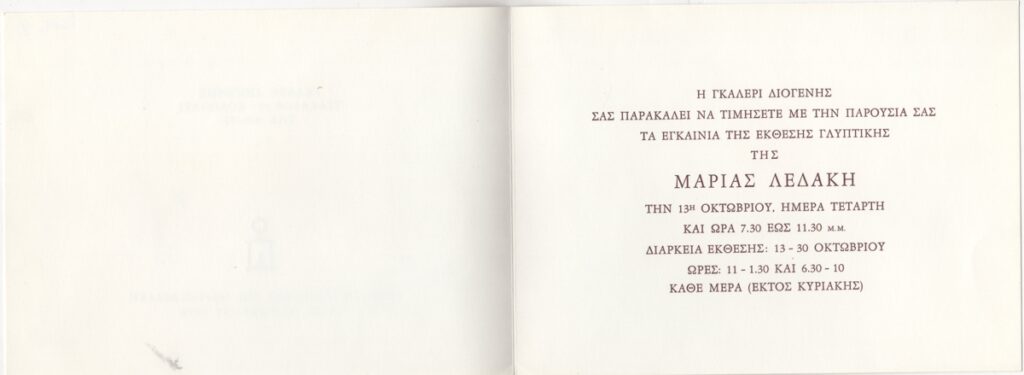 Η ΓΚΑΛΕΡΙ ΔΙΟΓΕΝΗΣ
ΣΑΣ ΠΑΡΑΚΑΛΕΙ ΝΑ ΤΙΜΗΣΕΤΕ ΜΕ ΤΗΝ ΠΑΡΟΥΣΙΑ ΣΑΣ
ΤΑ ΕΓΚΑΙΝΙΑ ΤΗΣ ΕΚΘΕΣΗΣ ΓΛΥΠΤΙΚΗΣ
ΤΗΣ
ΜΑΡΙΑΣ ΛΕΔΑΚΗ
ΤΗΝ 13Η ΟΚΤΩΒΡΙΟΥ, ΗΜΕΡΑ ΤΕΤΑΡΤΗ
ΚΑΙ ΩΡΑ 7.30 ΕΩΣ 11.30 Μ.Μ.
ΔΙΑΡΚΕΙΑ ΕΚΘΕΣΗΣ: 13 - 30 ΟΚΤΩΒΡΙΟΥ
ΩΡΕΣ: 11 - 1.30 ΚΑΙ 6.30 - 10
ΚΑΘΕ ΜΕΡΑ (ΕΚΤΟΣ ΚΥΡΙΑΚΗΣ)